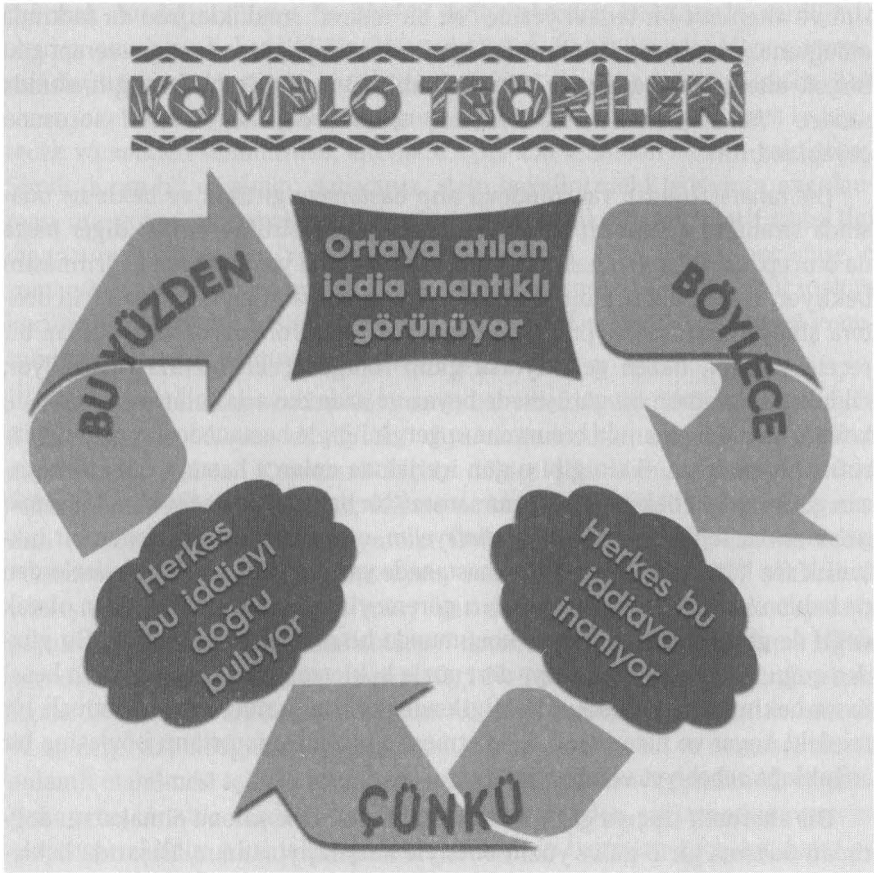 KOMPLO TEORİLERİ
Ortaya atılan
iddia mantıklı
görünüyor
BÖYLECE
Herkes bu
iddiaya
inanıyor
ÇÜNKÜ
Herkes
bu iddiayı
doğru
buluyor
BU YÜZDEN